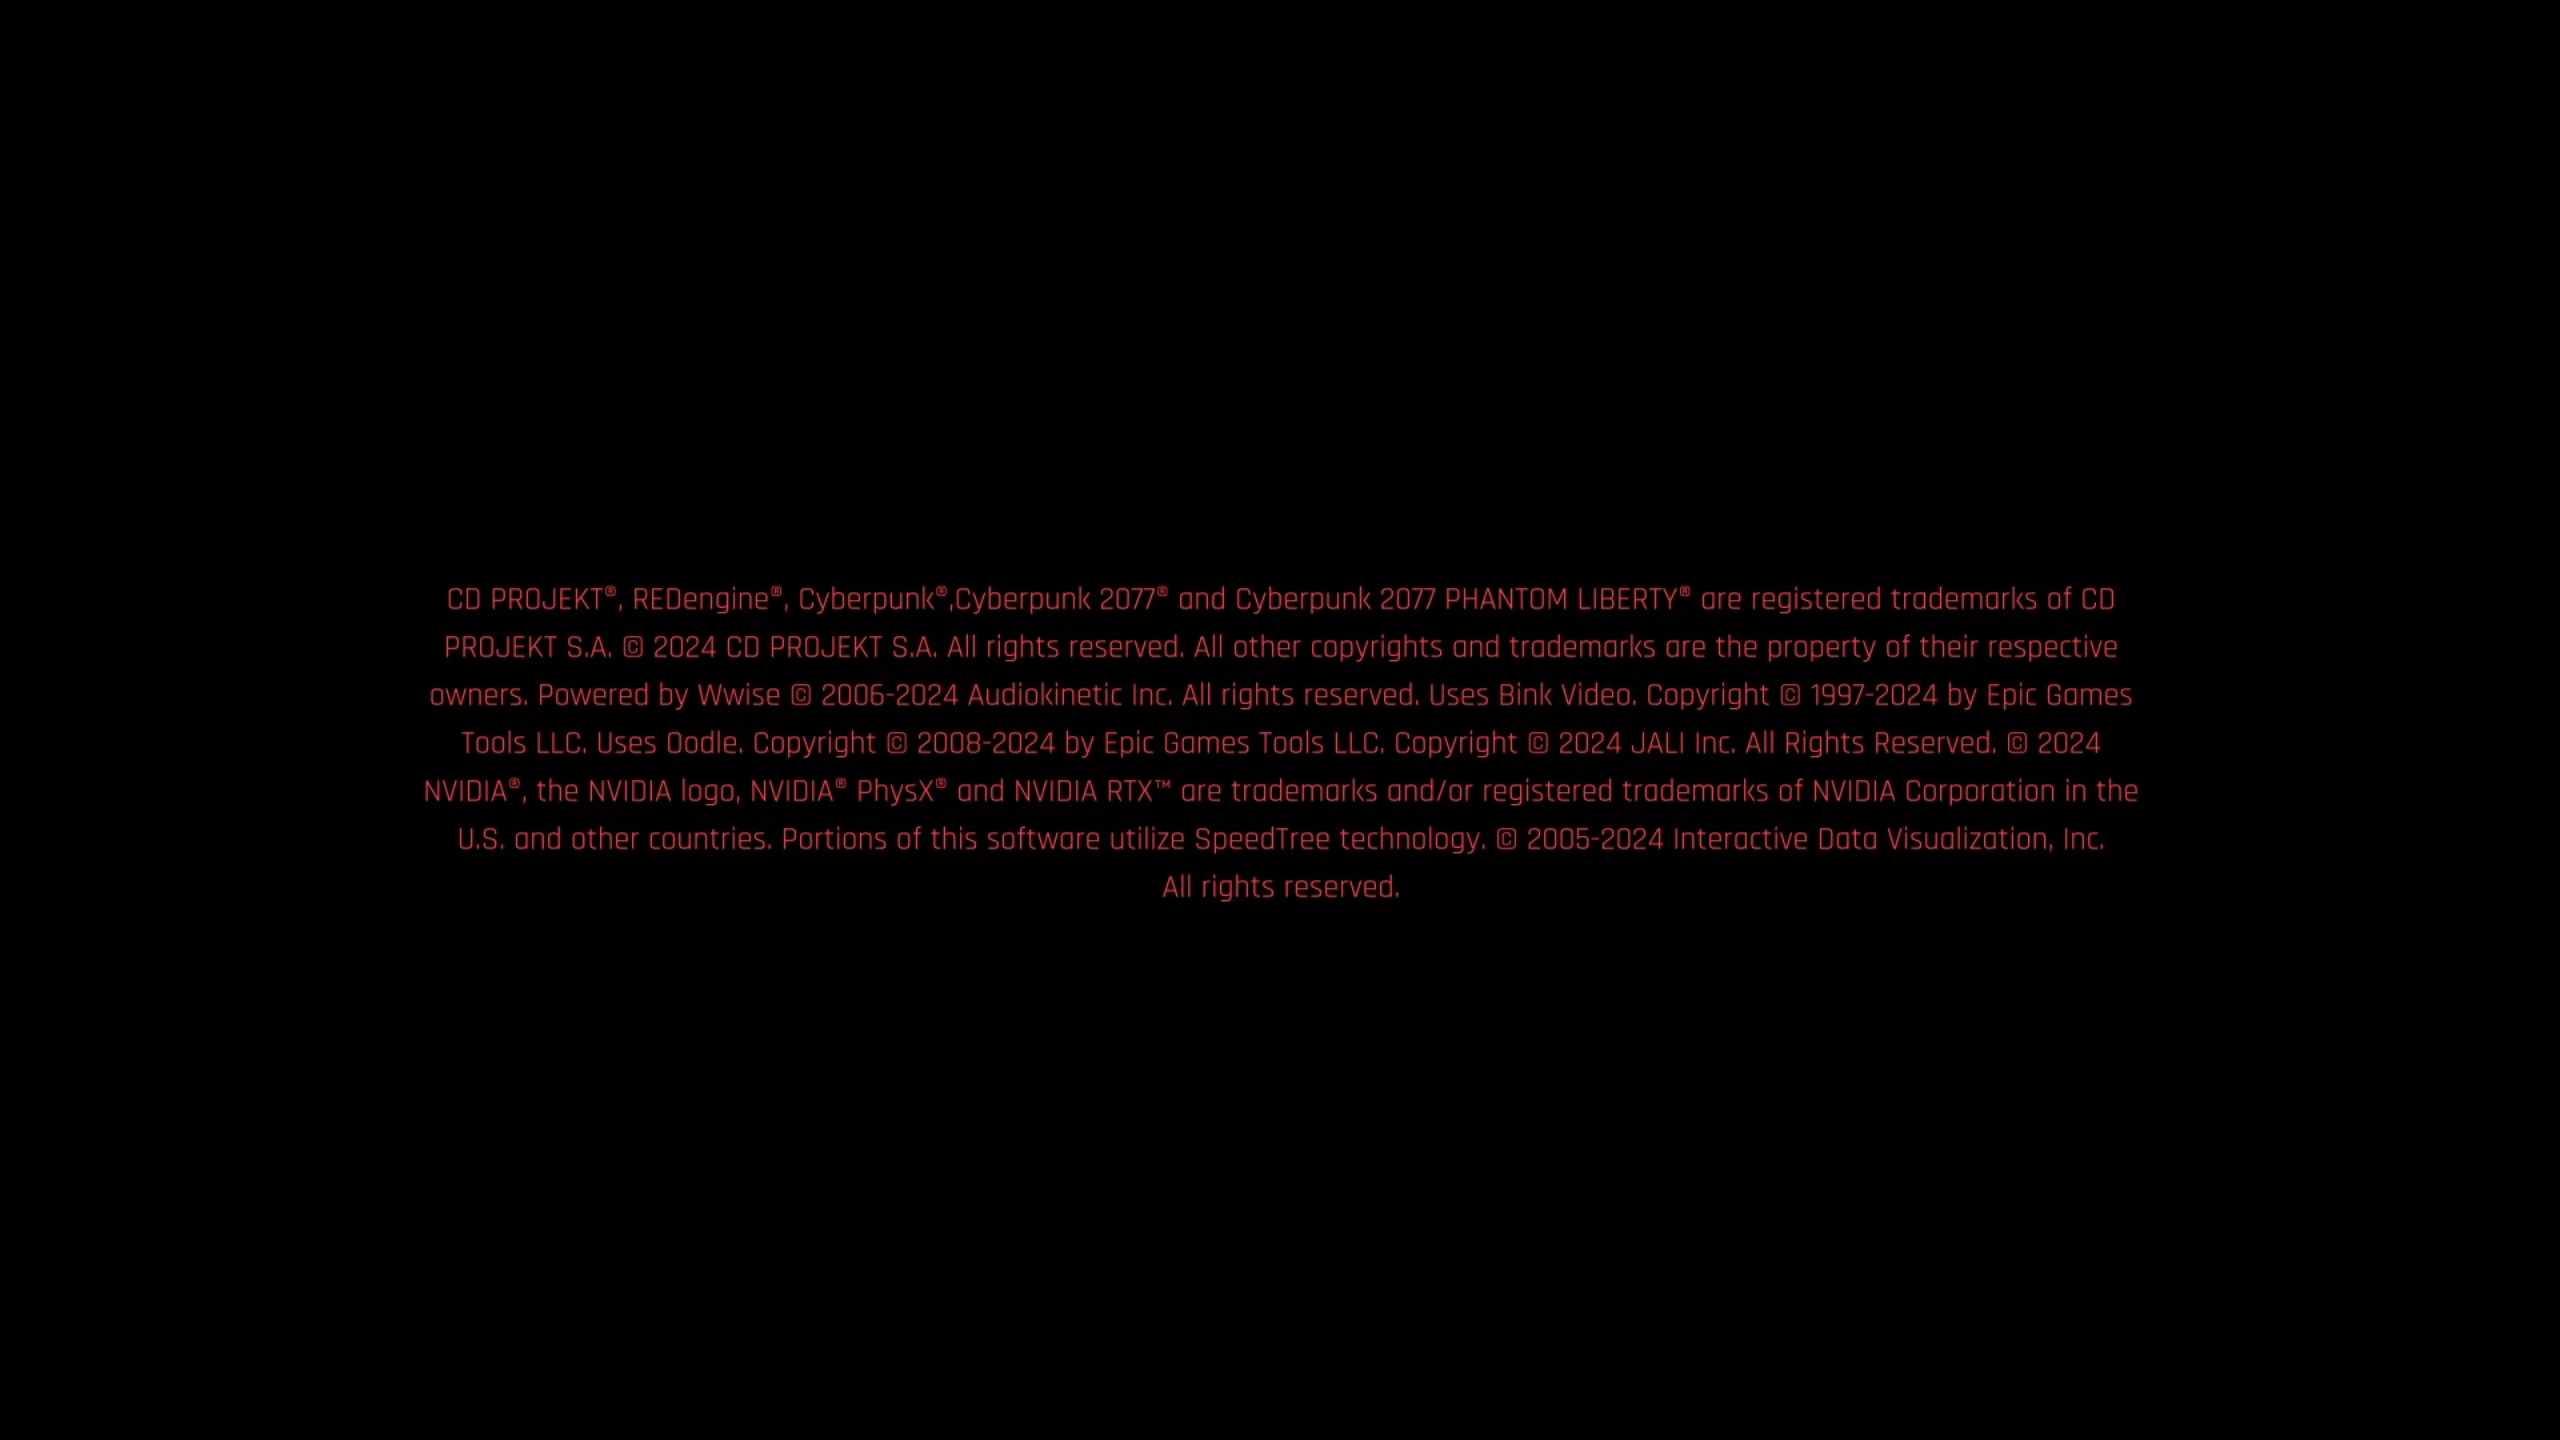 CD PROJEKT®, REDengine®, Cyberpunk®,Cyberpunk 2077® and Cyberpunk 2077 PHANTOM LIBERTY® are registered trademarks of CD
PROJEKT S.A. © 2024 CD PROJEKT S.A. All rights reserved. All other copyrights and trademarks are the property of their respective
owners. Powered by Wwise © 2006-2024 Audiokinetic Inc. All rights reserved. Uses Bink Video. Copyright © 1997-2024 by Epic Games
Tools LLC. Uses Oodle. Copyright © 2008-2024 by Epic Games Tools LLC. Copyright © 2024 JALI Inc. All Rights Reserved. © 2024
NVIDIA®, the NVIDIA logo, NVIDIA® PhysX® and NVIDIA RTX™ are trademarks and/or registered trademarks of NVIDIA Corporation in the
U.S. and other countries. Portions of this software utilize SpeedTree technology. © 2005-2024 Interactive Data Visualization, Inc.
All rights reserved.